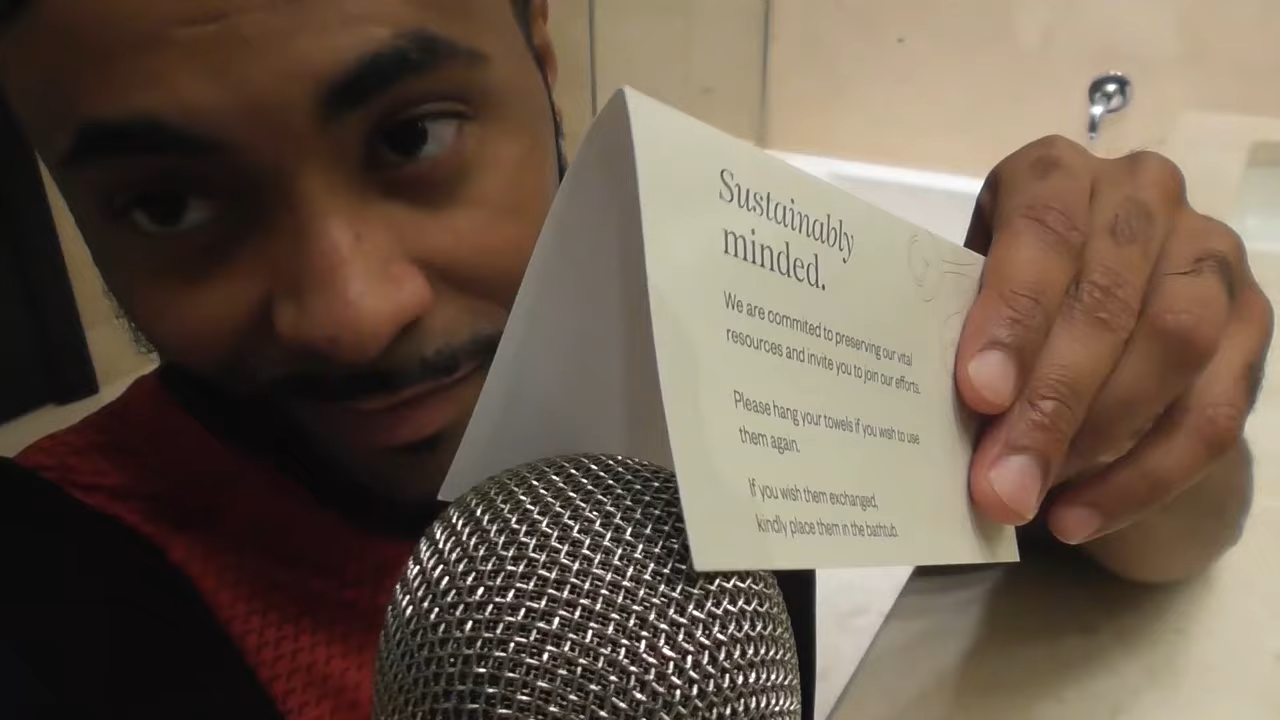 Sustainably
minded.
We are commited to preserving our vital
resources and invite you to join our efforts.
Please hang your towels if you wish to use
them again.
If you wish them exchanged,
kindly place them in the bathtub.